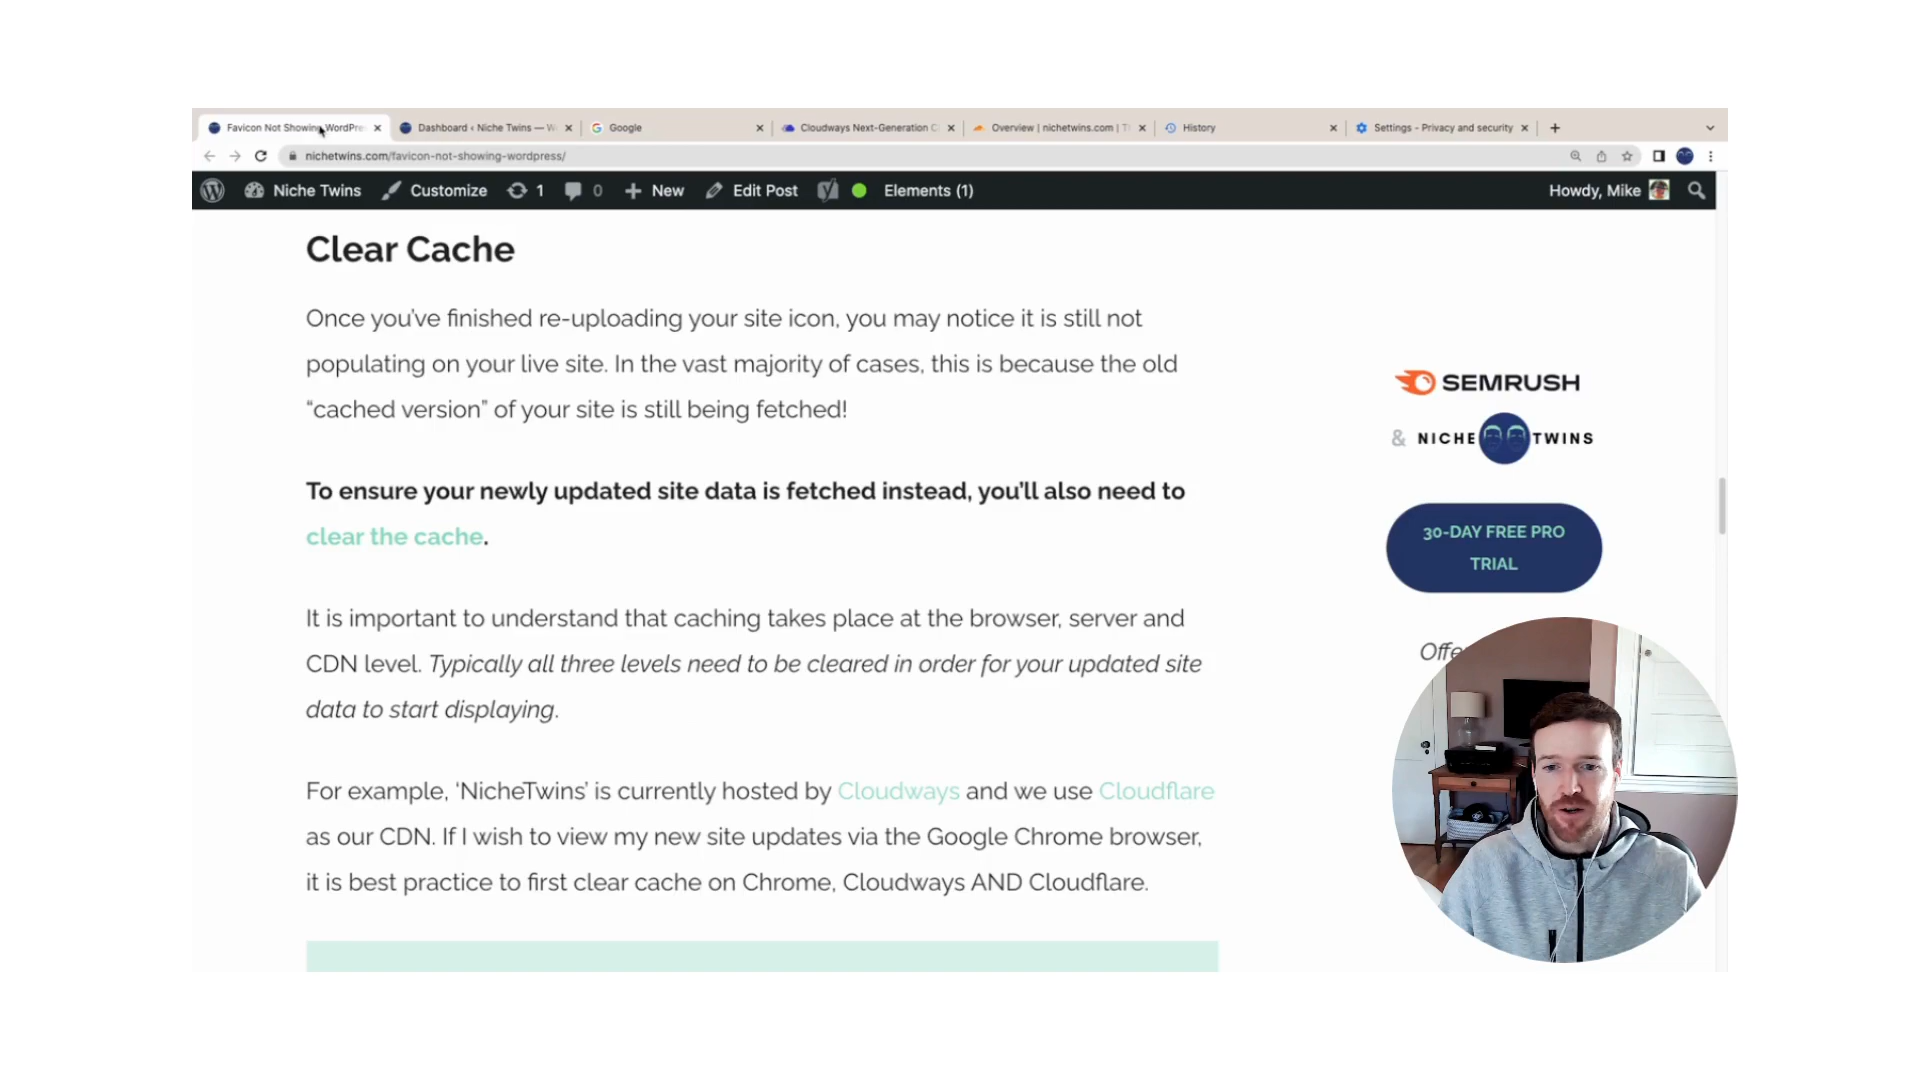 Favicon Not Showing WordPre
Dashboard ‹ Niche Twins — W
Google
Cloudways Next-Generation C
Overview | nichetwins.com | T
History
Settings - Privacy and security
nichetwins.com/favicon-not-showing-wordpress/
Niche Twins
Customize
1
0
New
Edit Post
Elements (1)
Howdy, Mike
Clear Cache
Once you've finished re-uploading your site icon, you may notice it is still not
populating on your live site. In the vast majority of cases, this is because the old
“cached version” of your site is still being fetched!
To ensure your newly updated site data is fetched instead, you'll also need to
clear the cache.
It is important to understand that caching takes place at the browser, server and
CDN level. Typically all three levels need to be cleared in order for your updated site
data to start displaying.
For example, ‘NicheTwins’ is currently hosted by Cloudways and we use Cloudflare
as our CDN. If I wish to view my new site updates via the Google Chrome browser,
it is best practice to first clear cache on Chrome, Cloudways AND Cloudflare.
SEMRUSH
& NICHE TWINS
30-DAY FREE PRO
TRIAL
Offe